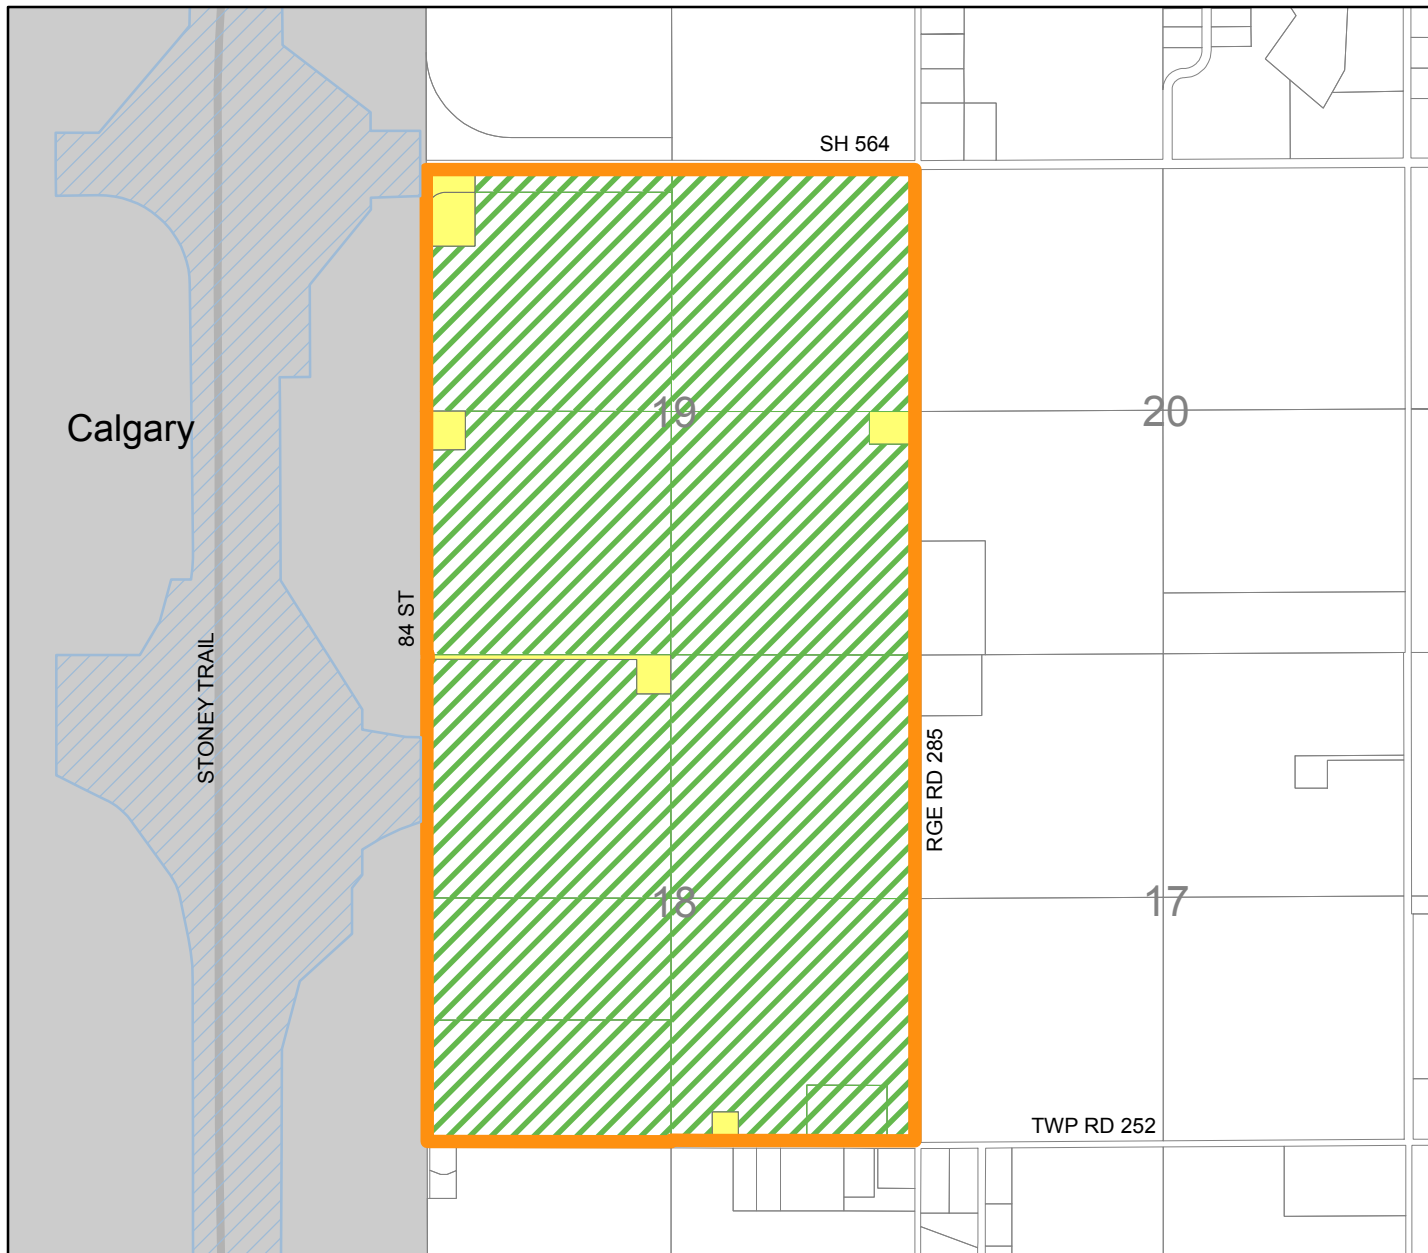 SH 564
19
20
Calgary
84 ST
STONEY TRAIL
RGE RD 285
18
17
TWP RD 252